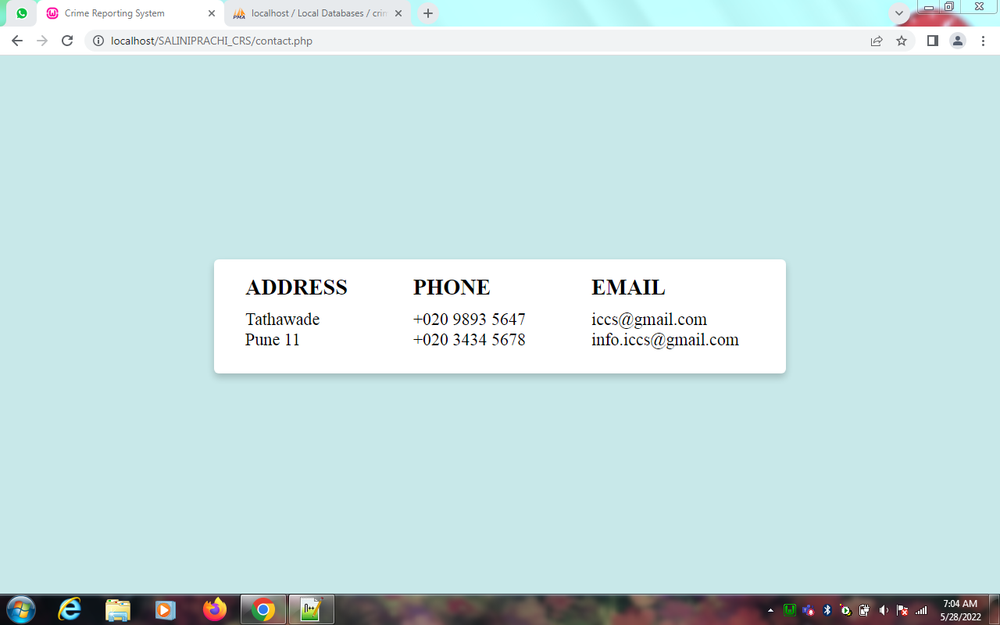 Crime Reporting System
localhost / Local Databases / crin
localhost/SALINIPRACHI_CRS/contact.php
ADDRESS PHONE EMAIL
Tathawade +020 9893 5647 iccs@gmail.com
Pune 11 +020 3434 5678 info.iccs@gmail.com
7:04 AM
5/28/2022